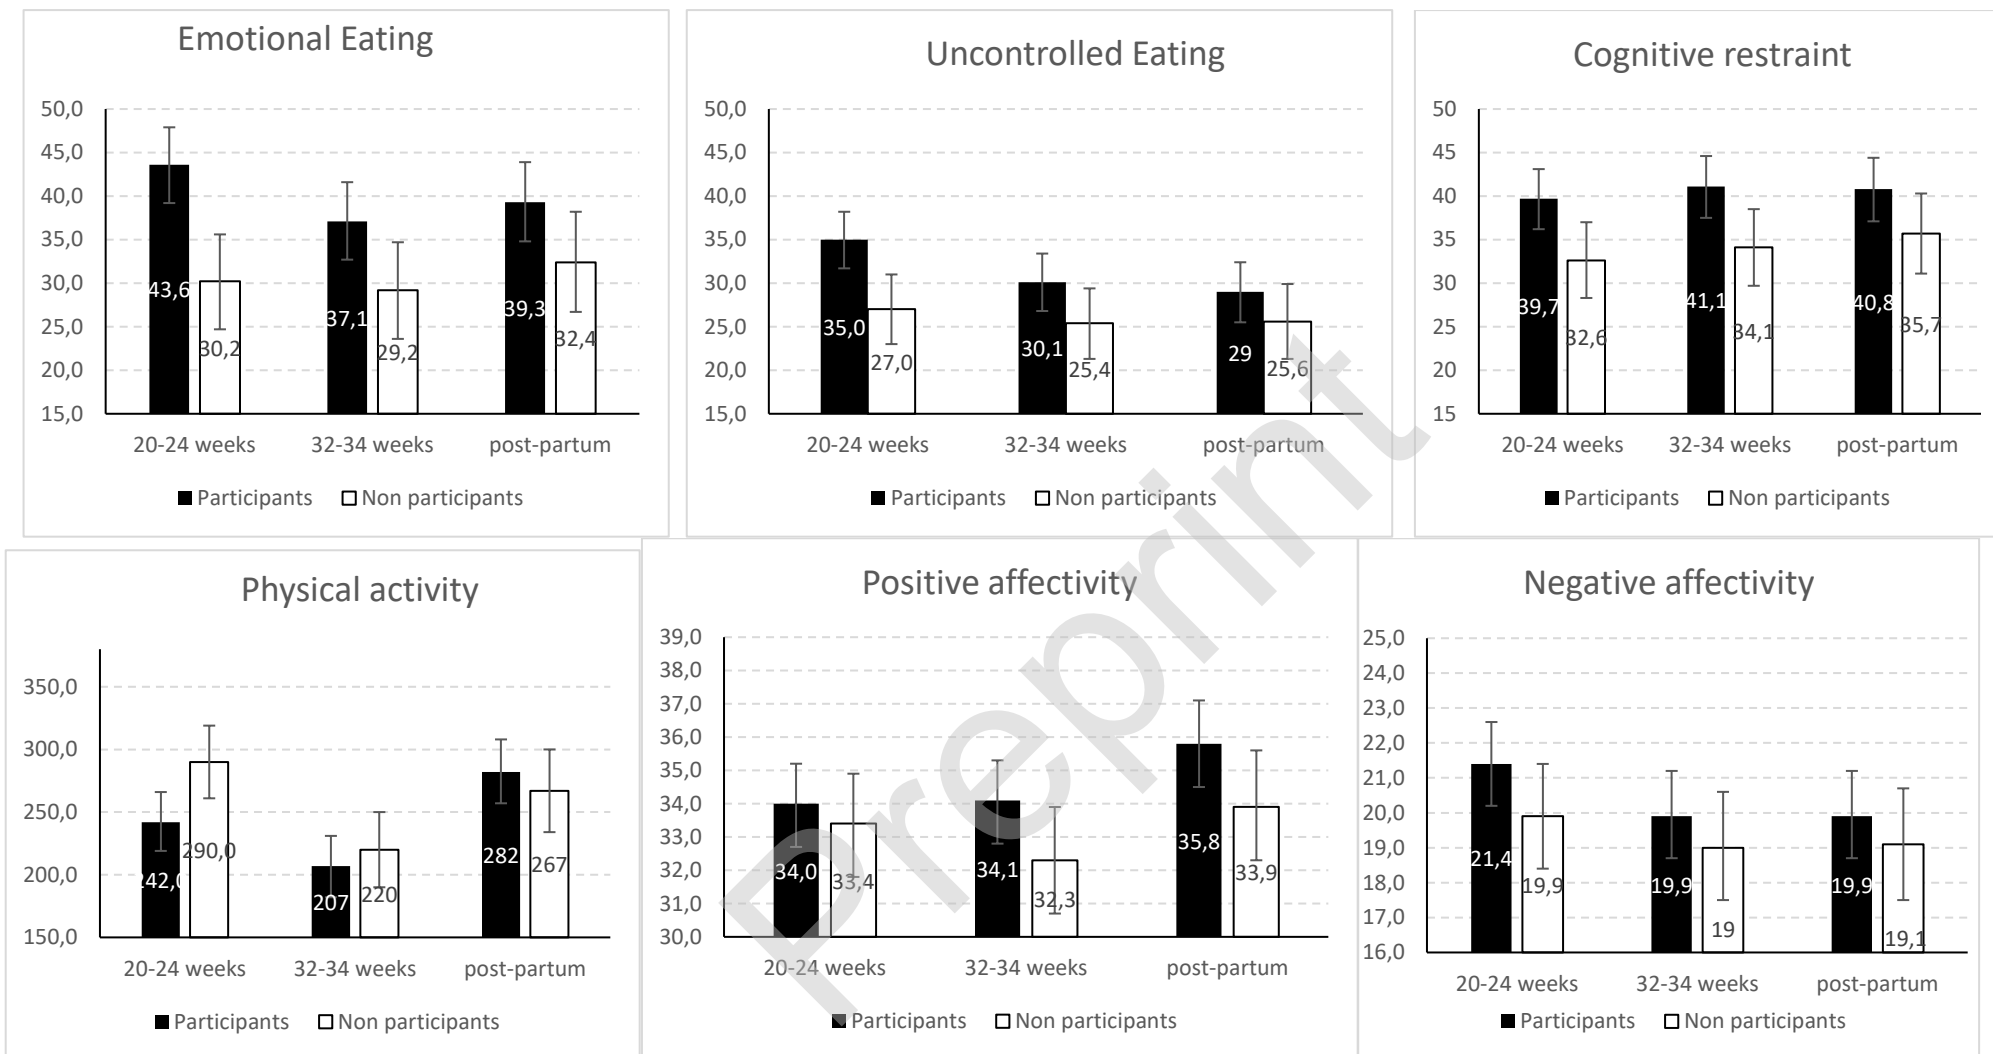 Emotional Eating
50,0
45,0
40,0
35,0
30,0
25,0
20,0
15,0
43,6
30,2
37,1
29,2
39,3
32,4
20-24 weeks
32-34 weeks
post-partum
Participants
Non participants
Uncontrolled Eating
50,0
45,0
40,0
35,0
30,0
25,0
20,0
15,0
35,0
27,0
30,1
25,4
29
25,6
20-24 weeks
32-34 weeks
post-partum
Participants
Non participants
Cognitive restraint
50
45
40
35
30
25
20
15
39,7
32,6
41,1
34,1
40,8
35,7
20-24 weeks
32-34 weeks
post-partum
Participants
Non participants
Physical activity
350,0
300,0
250,0
200,0
150,0
242,0
290,0
207
220
282
267
20-24 weeks
32-34 weeks
post-partum
Participants
Non participants
Positive affectivity
39,0
38,0
37,0
36,0
35,0
34,0
33,0
32,0
31,0
30,0
34,0
33,4
34,1
32,3
35,8
33,9
20-24 weeks
32-34 weeks
post-partum
Participants
Non participants
Negative affectivity
25,0
24,0
23,0
22,0
21,0
20,0
19,0
18,0
17,0
16,0
21,4
19,9
19,9
19
19,9
19,1
20-24 weeks
32-34 weeks
post-partum
Participants
Non participants
Preprint